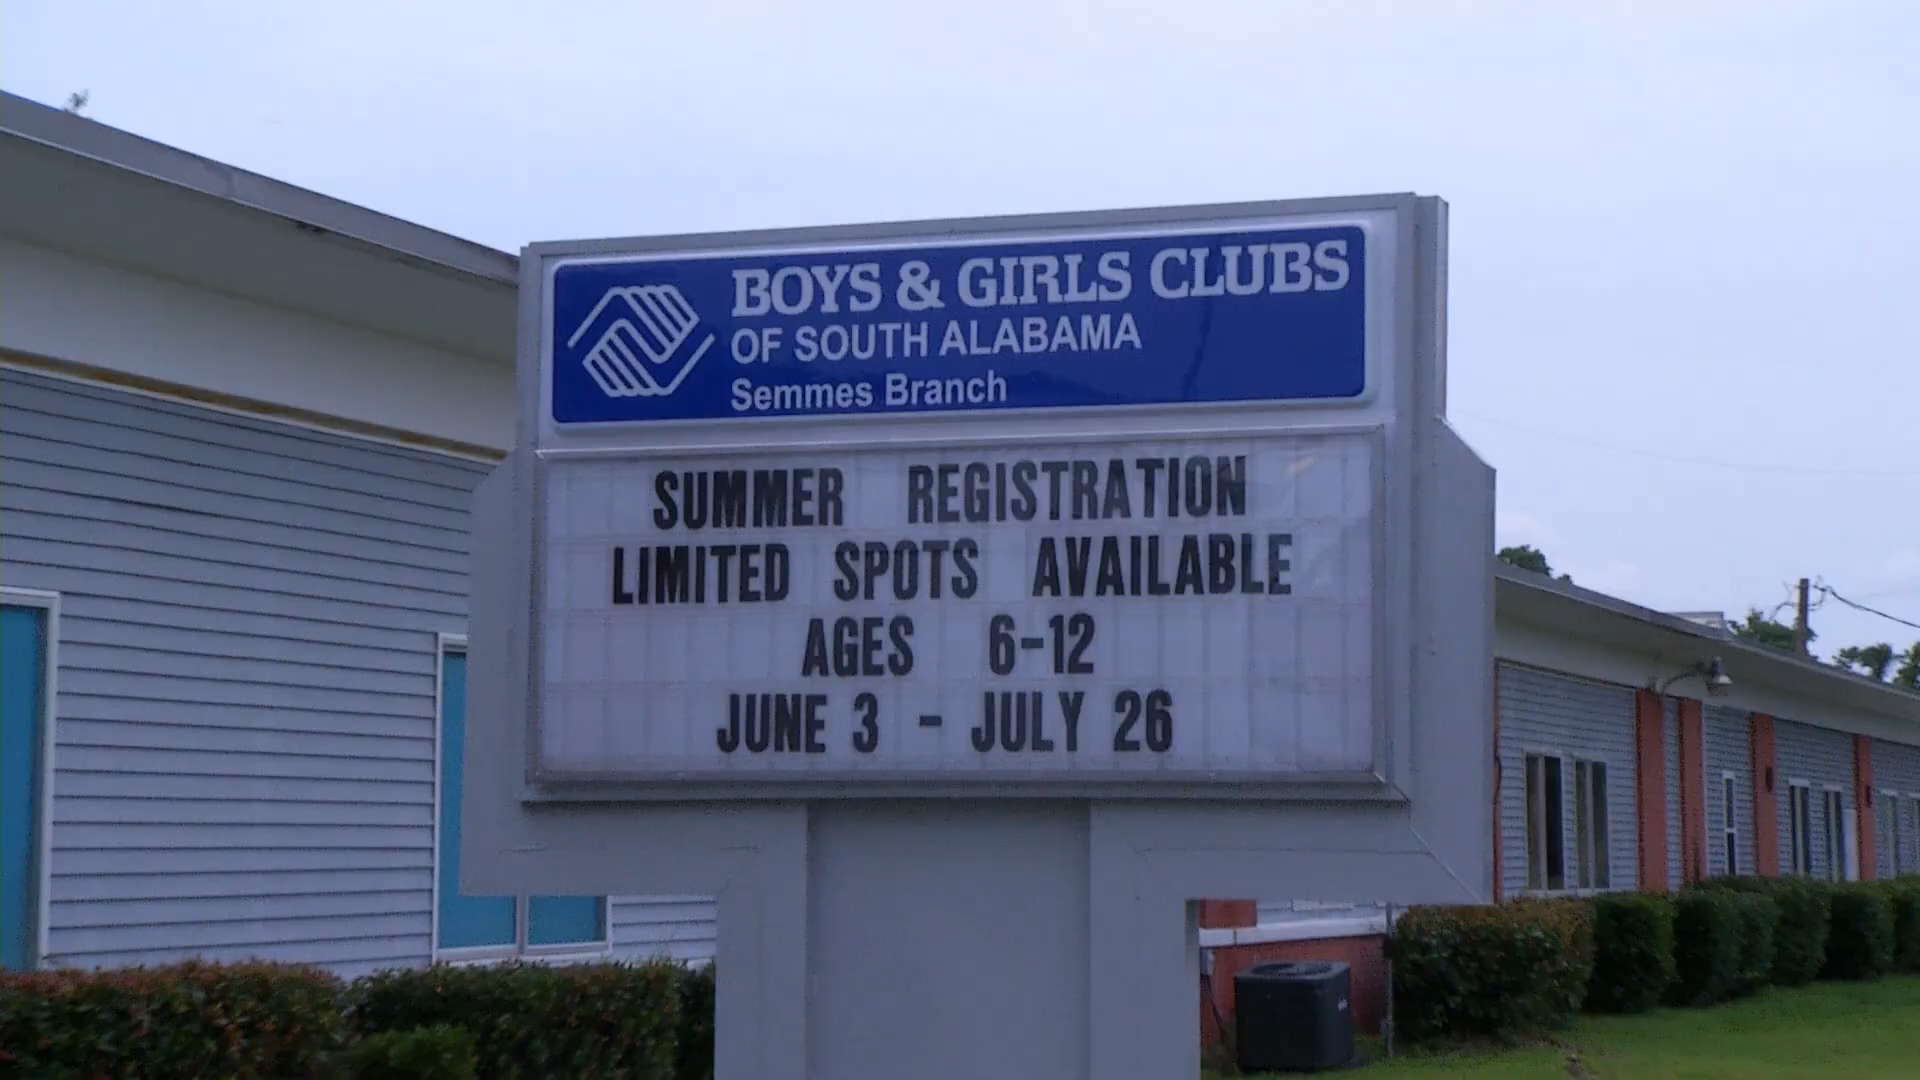 BOYS & GIRLS CLUBS
OF SOUTH ALABAMA
Semmes Branch
SUMMER REGISTRATION
LIMITED SPOTS AVAILABLE
AGES 6-12
JUNE 3 - JULY 26